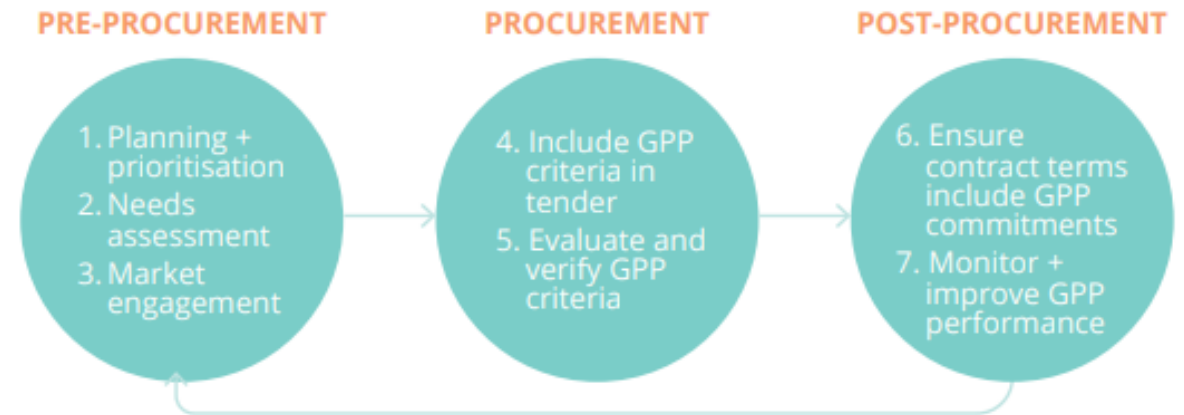 PRE-PROCUREMENT
1. Planning +
prioritisation
2. Needs
assessment
3. Market
engagement
PROCUREMENT
4. Include GPP
criteria in
tender
5. Evaluate and
verify GPP
criteria
POST-PROCUREMENT
6. Ensure
contract terms
include GPP
commitments
7. Monitor +
improve GPP
performance